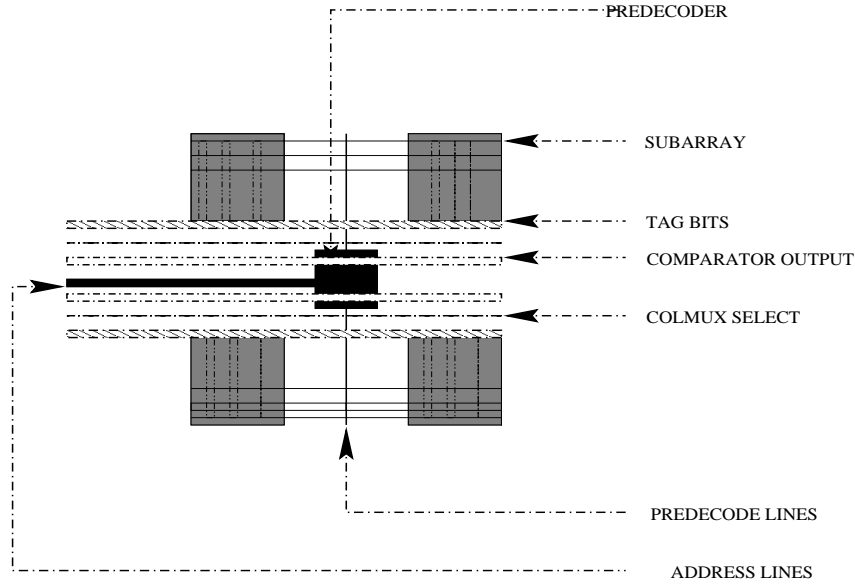 PREDECODER
SUBARRAY
TAG BITS
COMPARATOR OUTPUT
COLMUX SELECT
PREDECODE LINES
ADDRESS LINES